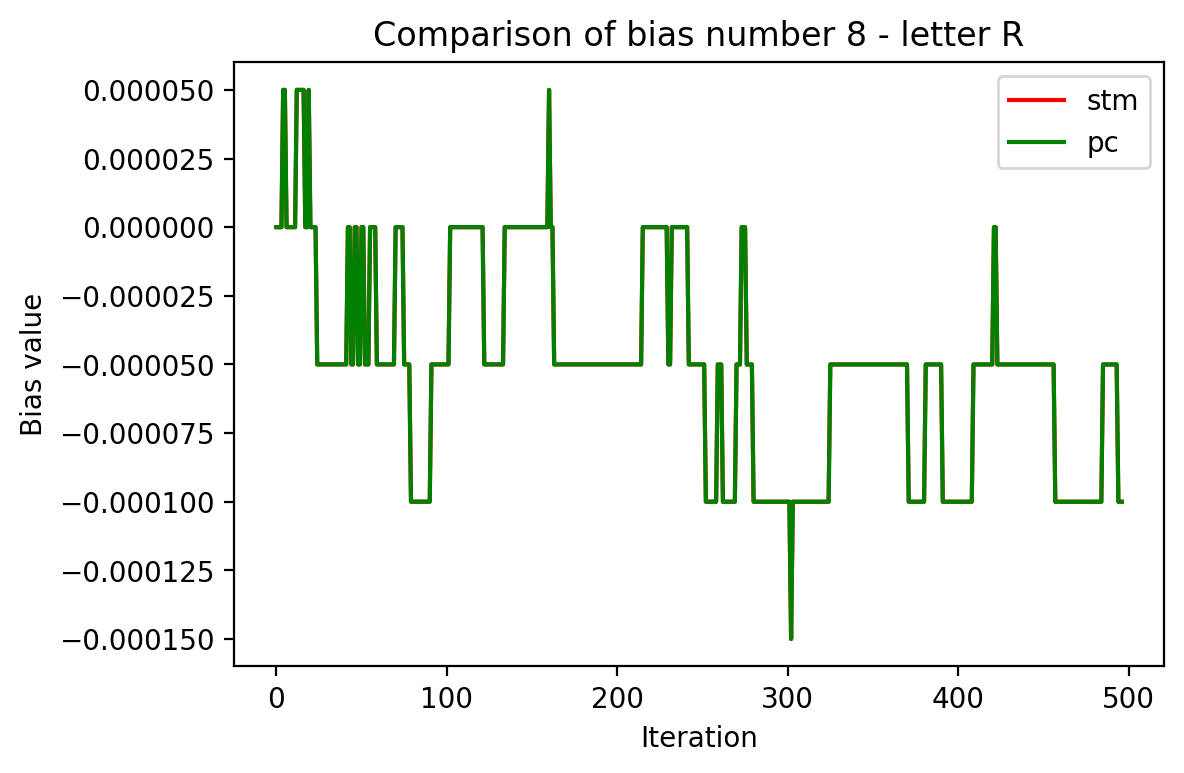 Comparison of bias number 8 - letter R
stm
pc
0.000050
0.000025
0.000000
−0.000025
−0.000050
−0.000075
−0.000100
−0.000125
−0.000150
Bias value
0 100 200 300 400 500
Iteration